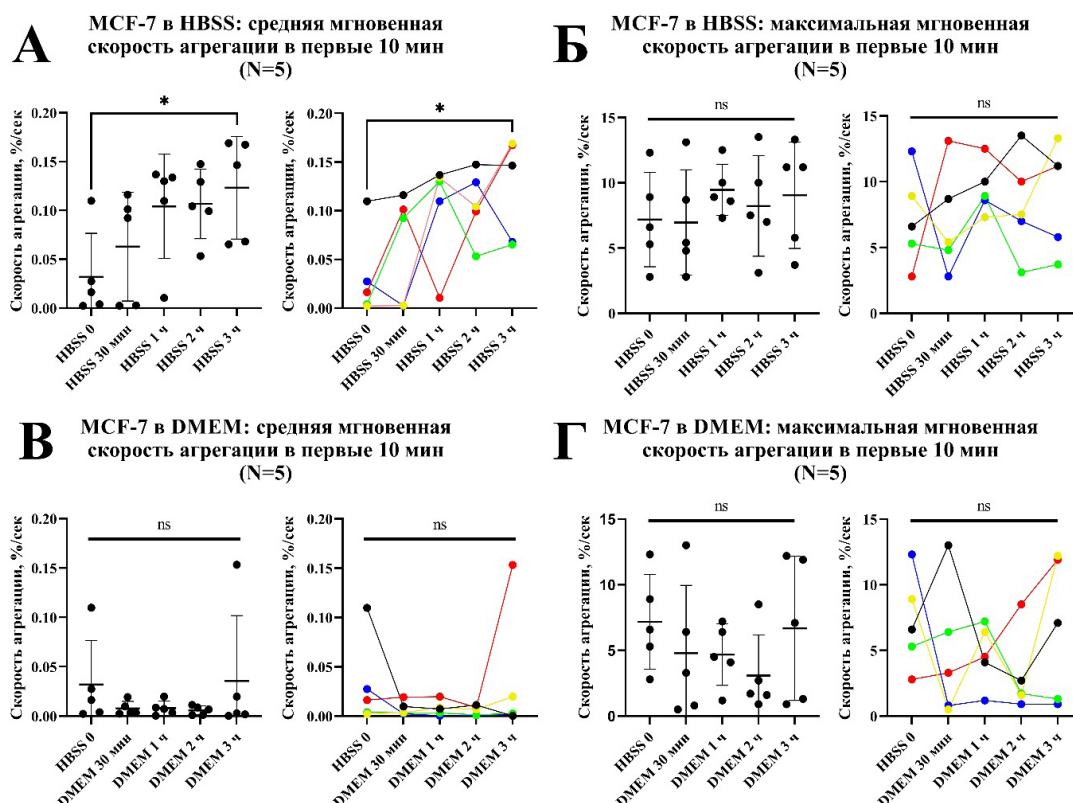 А
MCF-7 в HBSS: средняя мгновенная
скорость агрегации в первые 10 мин
(N=5)
Скорость агрегации, %/сек
0.20
0.15
0.10
0.05
0.00
*
HBSS 0
HBSS 30 мин
HBSS 1 ч
HBSS 2 ч
HBSS 3 ч
Скорость агрегации, %/сек
0.20
0.15
0.10
0.05
0.00
*
HBSS 0
HBSS 30 мин
HBSS 1 ч
HBSS 2 ч
HBSS 3 ч
Б
MCF-7 в HBSS: максимальная мгновенная
скорость агрегации в первые 10 мин
(N=5)
Скорость агрегации, %/сек
15
10
5
0
ns
HBSS 0
HBSS 30 мин
HBSS 1 ч
HBSS 2 ч
HBSS 3 ч
Скорость агрегации, %/сек
15
10
5
0
ns
HBSS 0
HBSS 30 мин
HBSS 1 ч
HBSS 2 ч
HBSS 3 ч
В
MCF-7 в DMEM: средняя мгновенная
скорость агрегации в первые 10 мин
(N=5)
Скорость агрегации, %/сек
0.20
0.15
0.10
0.05
0.00
ns
HBSS 0
DMEM 30 мин
DMEM 1 ч
DMEM 2 ч
DMEM 3 ч
Скорость агрегации, %/сек
0.20
0.15
0.10
0.05
0.00
ns
HBSS 0
DMEM 30 мин
DMEM 1 ч
DMEM 2 ч
DMEM 3 ч
Г
MCF-7 в DMEM: максимальная мгновенная
скорость агрегации в первые 10 мин
(N=5)
Скорость агрегации, %/сек
15
10
5
0
ns
HBSS 0
DMEM 30 мин
DMEM 1 ч
DMEM 2 ч
DMEM 3 ч
Скорость агрегации, %/сек
15
10
5
0
ns
HBSS 0
DMEM 30 мин
DMEM 1 ч
DMEM 2 ч
DMEM 3 ч